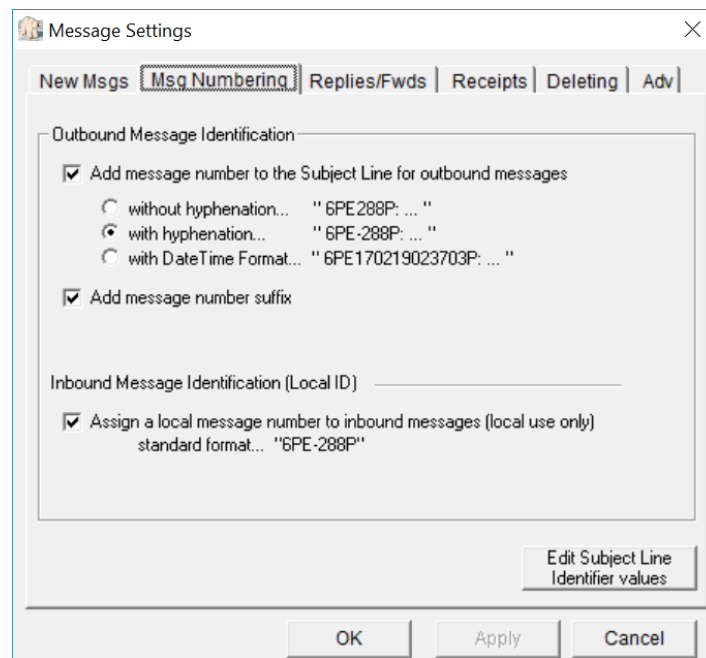 Message Settings
New Msgs Msg Numbering Replies/Fwds Receipts Deleting Adv
Outbound Message Identification
Add message number to the Subject Line for outbound messages
without hyphenation... " 6PE288P: ... "
with hyphenation... " 6PE-288P: ... "
with DateTime Format... " 6PE170219023703P: ... "
Add message number suffix
Inbound Message Identification (Local ID)
Assign a local message number to inbound messages (local use only)
standard format... "6PE-288P"
Edit Subject Line
Identifier values
OK Apply Cancel